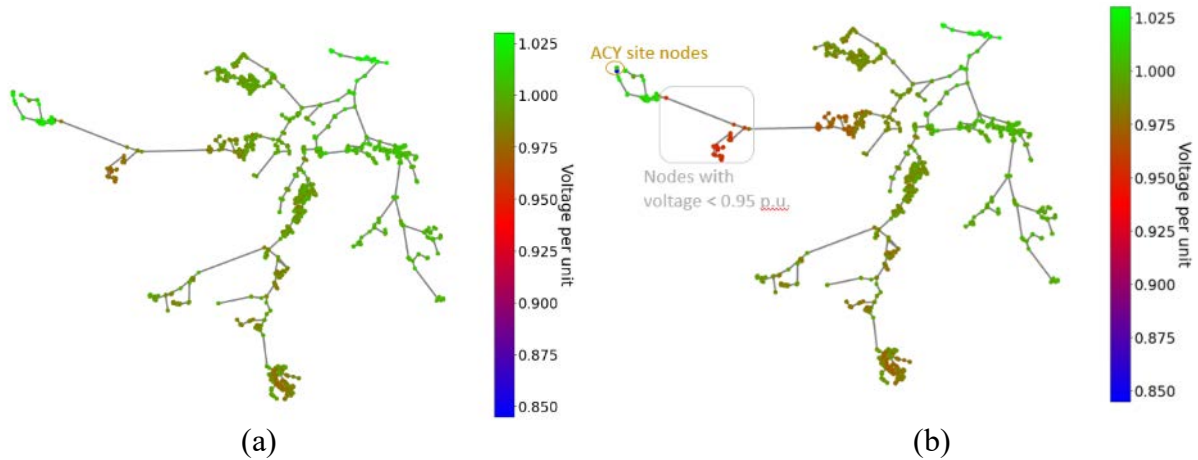 1.025
1.000
0.975
0.950
0.925
0.900
0.875
0.850
Voltage per unit
(a)
ACY site nodes
Nodes with
voltage < 0.95 p.u.
1.025
1.000
0.975
0.950
0.925
0.900
0.875
0.850
Voltage per unit
(b)